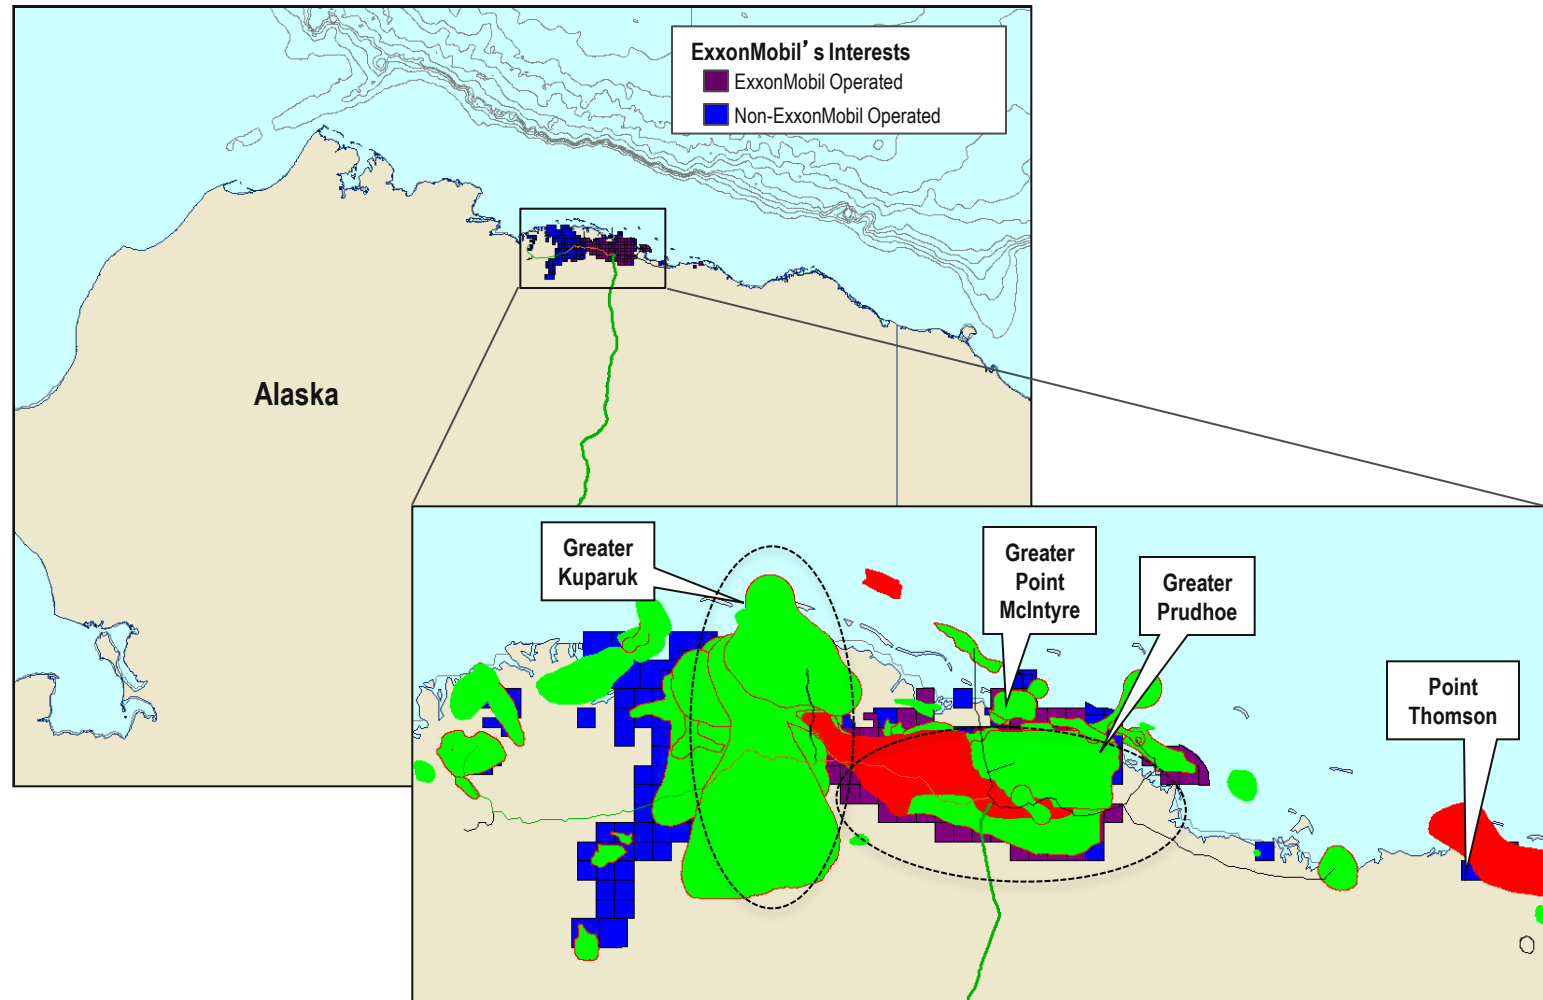 ExxonMobil's Interests
ExxonMobil Operated
Non-ExxonMobil Operated
Alaska
Greater
Kuparuk
Greater
Point
McIntyre
Greater
Prudhoe
Point
Thomson